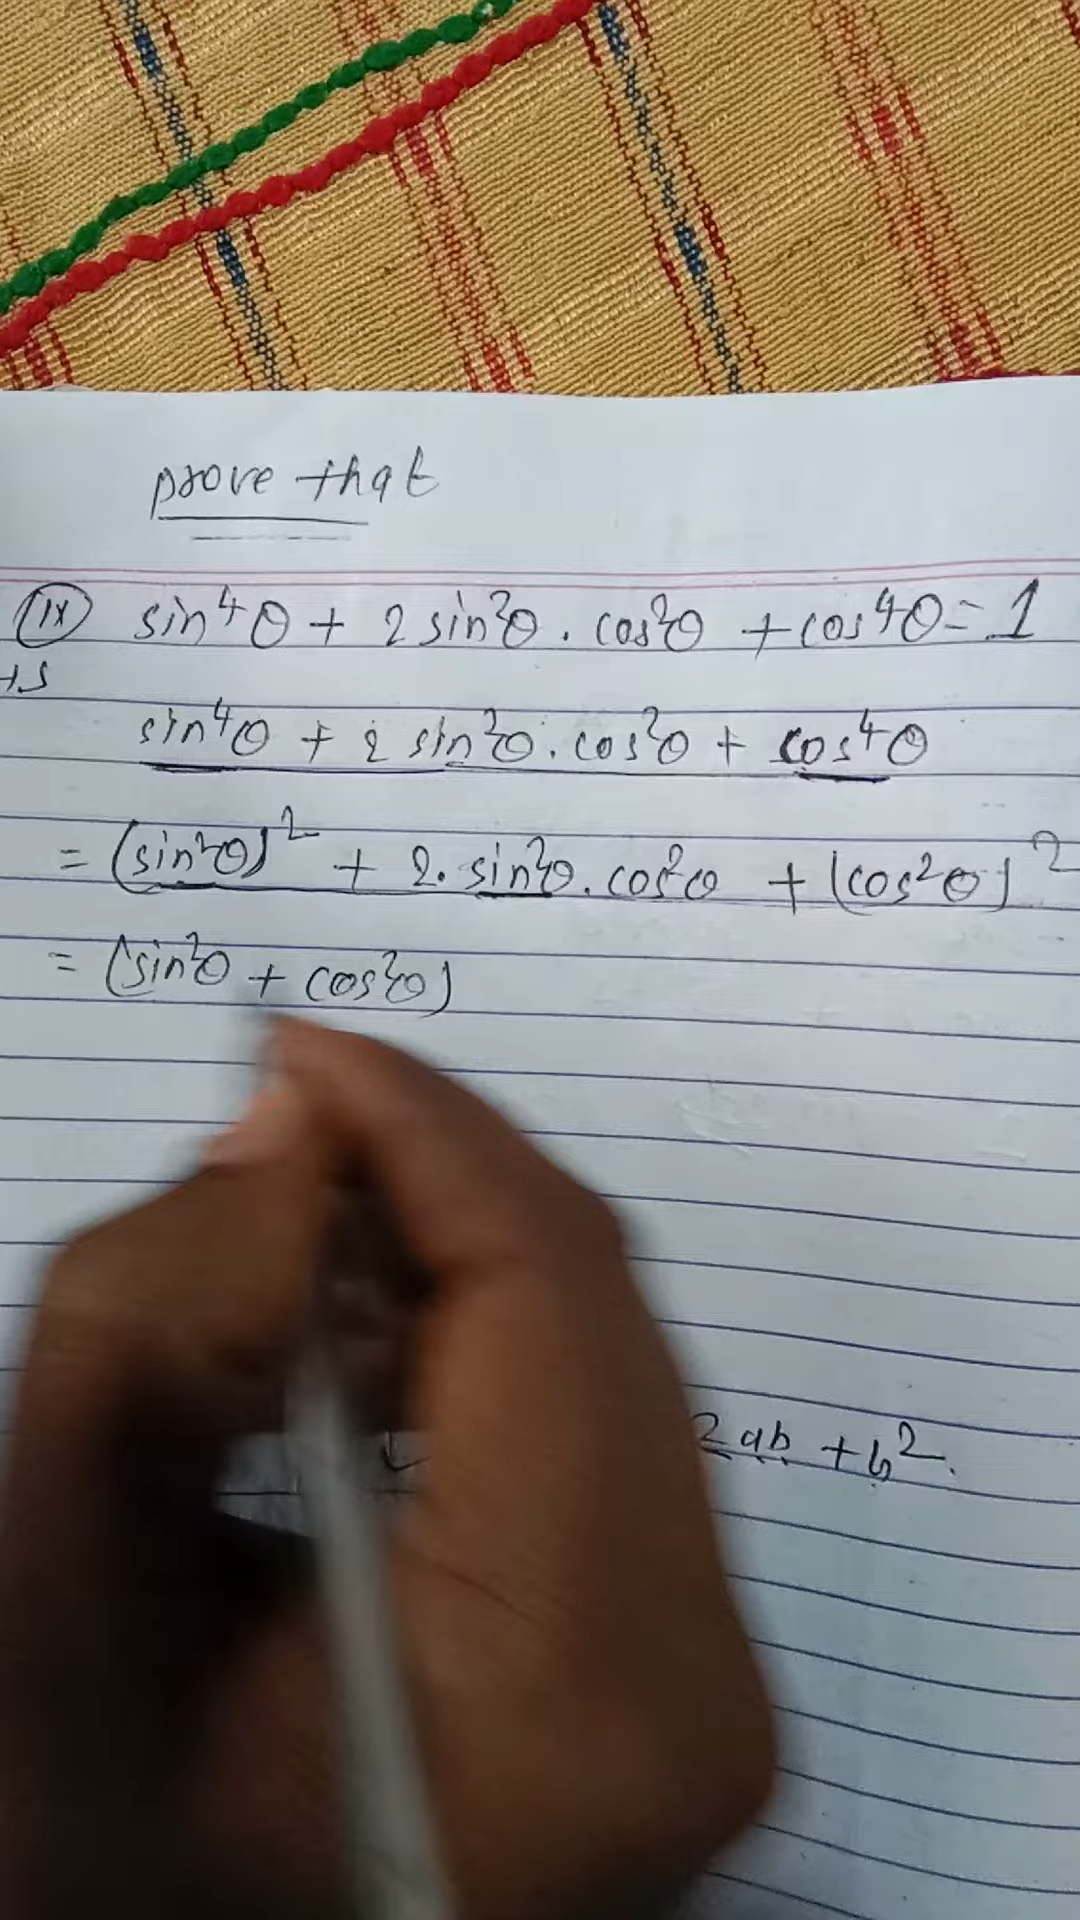 prove that
(ix) sin⁴θ + 2 sin²θ . cos²θ + cos⁴θ = 1
sin⁴θ + 2 sin²θ . cos²θ + cos⁴θ
= (sin²θ)² + 2. sin²θ . cos²θ + (cos²θ)²
= (sin²θ + cos²θ)
2ab + b².